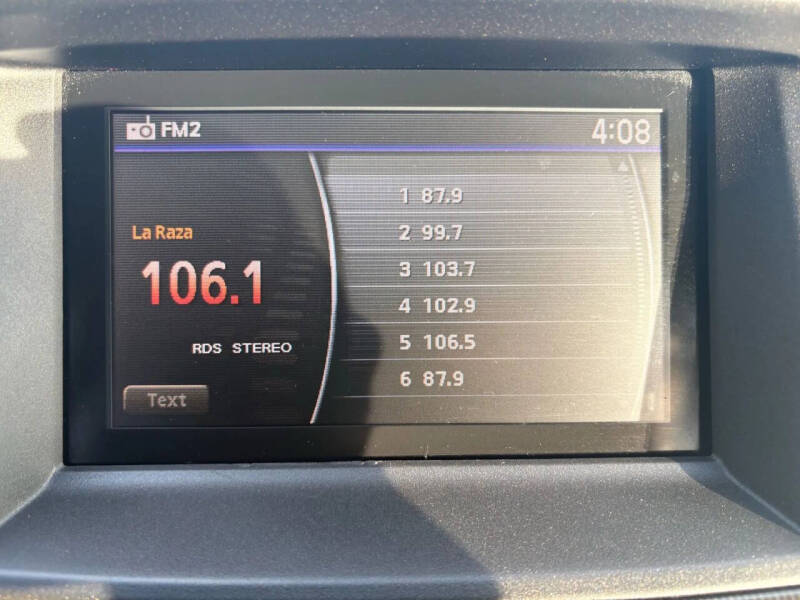 FM2 4:08
La Raza
106.1
RDS STEREO
Text
1 87.9
2 99.7
3 103.7
4 102.9
5 106.5
6 87.9